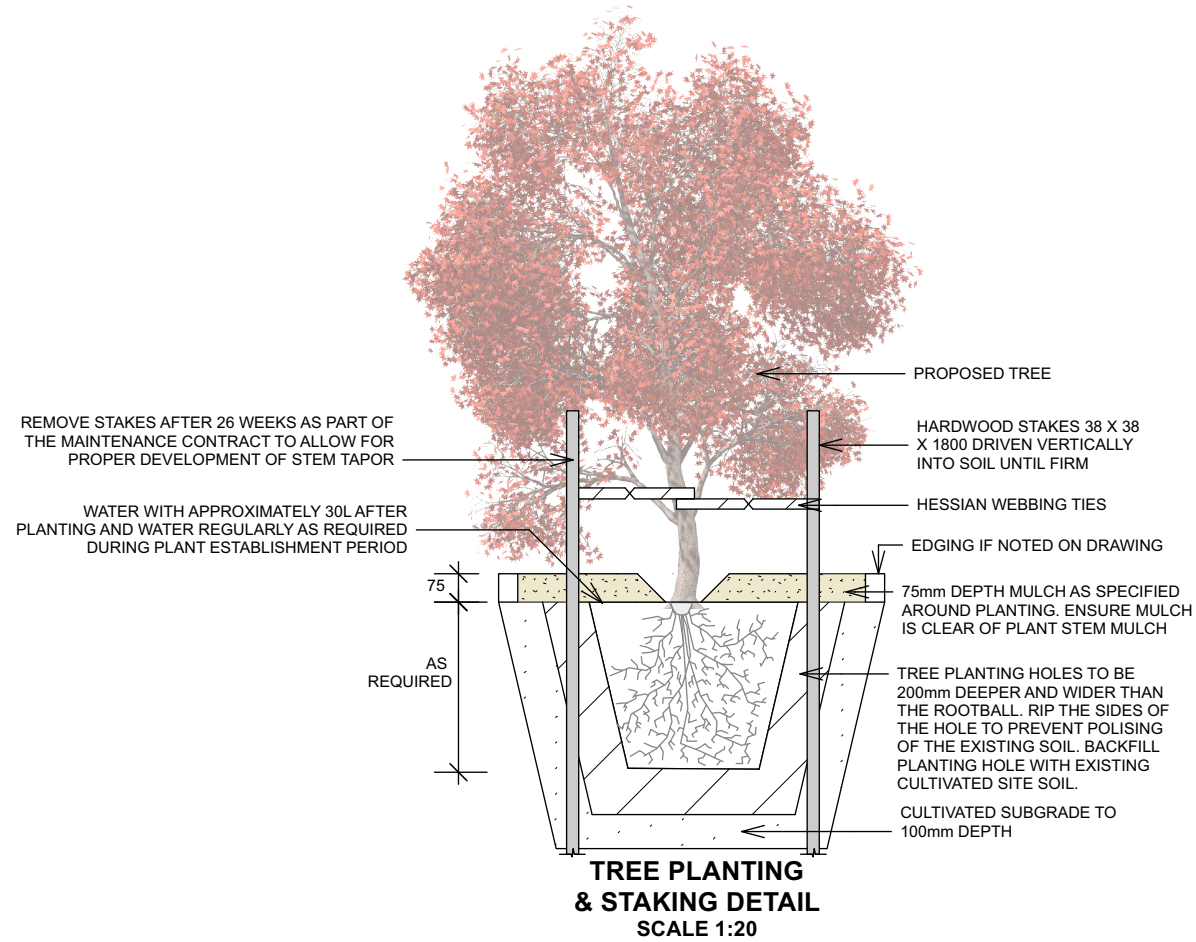 REMOVE STAKES AFTER 26 WEEKS AS PART OF
THE MAINTENANCE CONTRACT TO ALLOW FOR
PROPER DEVELOPMENT OF STEM TAPOR
WATER WITH APPROXIMATELY 30L AFTER
PLANTING AND WATER REGULARLY AS REQUIRED
DURING PLANT ESTABLISHMENT PERIOD
75
AS
REQUIRED
PROPOSED TREE
HARDWOOD STAKES 38 X 38
X 1800 DRIVEN VERTICALLY
INTO SOIL UNTIL FIRM
HESSIAN WEBBING TIES
EDGING IF NOTED ON DRAWING
75mm DEPTH MULCH AS SPECIFIED
AROUND PLANTING. ENSURE MULCH
IS CLEAR OF PLANT STEM MULCH
TREE PLANTING HOLES TO BE
200mm DEEPER AND WIDER THAN
THE ROOTBALL. RIP THE SIDES OF
THE HOLE TO PREVENT POLISING
OF THE EXISTING SOIL. BACKFILL
PLANTING HOLE WITH EXISTING
CULTIVATED SITE SOIL.
CULTIVATED SUBGRADE TO
100mm DEPTH
TREE PLANTING
& STAKING DETAIL
SCALE 1:20